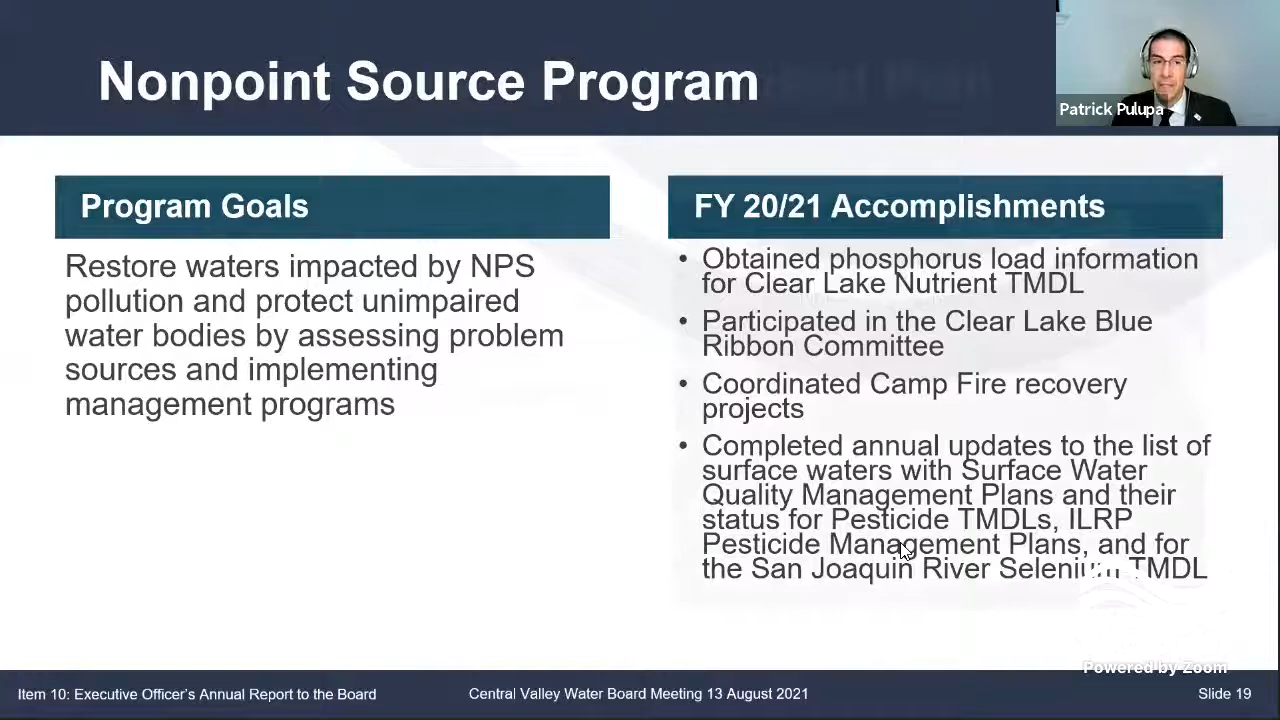 Nonpoint Source Program
Patrick Pulupa
Program Goals
Restore waters impacted by NPS
pollution and protect unimpaired
water bodies by assessing problem
sources and implementing
management programs
FY 20/21 Accomplishments
• Obtained phosphorus load information
for Clear Lake Nutrient TMDL
• Participated in the Clear Lake Blue
Ribbon Committee
• Coordinated Camp Fire recovery
projects
• Completed annual updates to the list of
surface waters with Surface Water
Quality Management Plans and their
status for Pesticide TMDLs, ILRP
Pesticide Management Plans, and for
the San Joaquin River Selenium TMDL
Powered by Zoom
Item 10: Executive Officer's Annual Report to the Board
Central Valley Water Board Meeting 13 August 2021
Slide 19